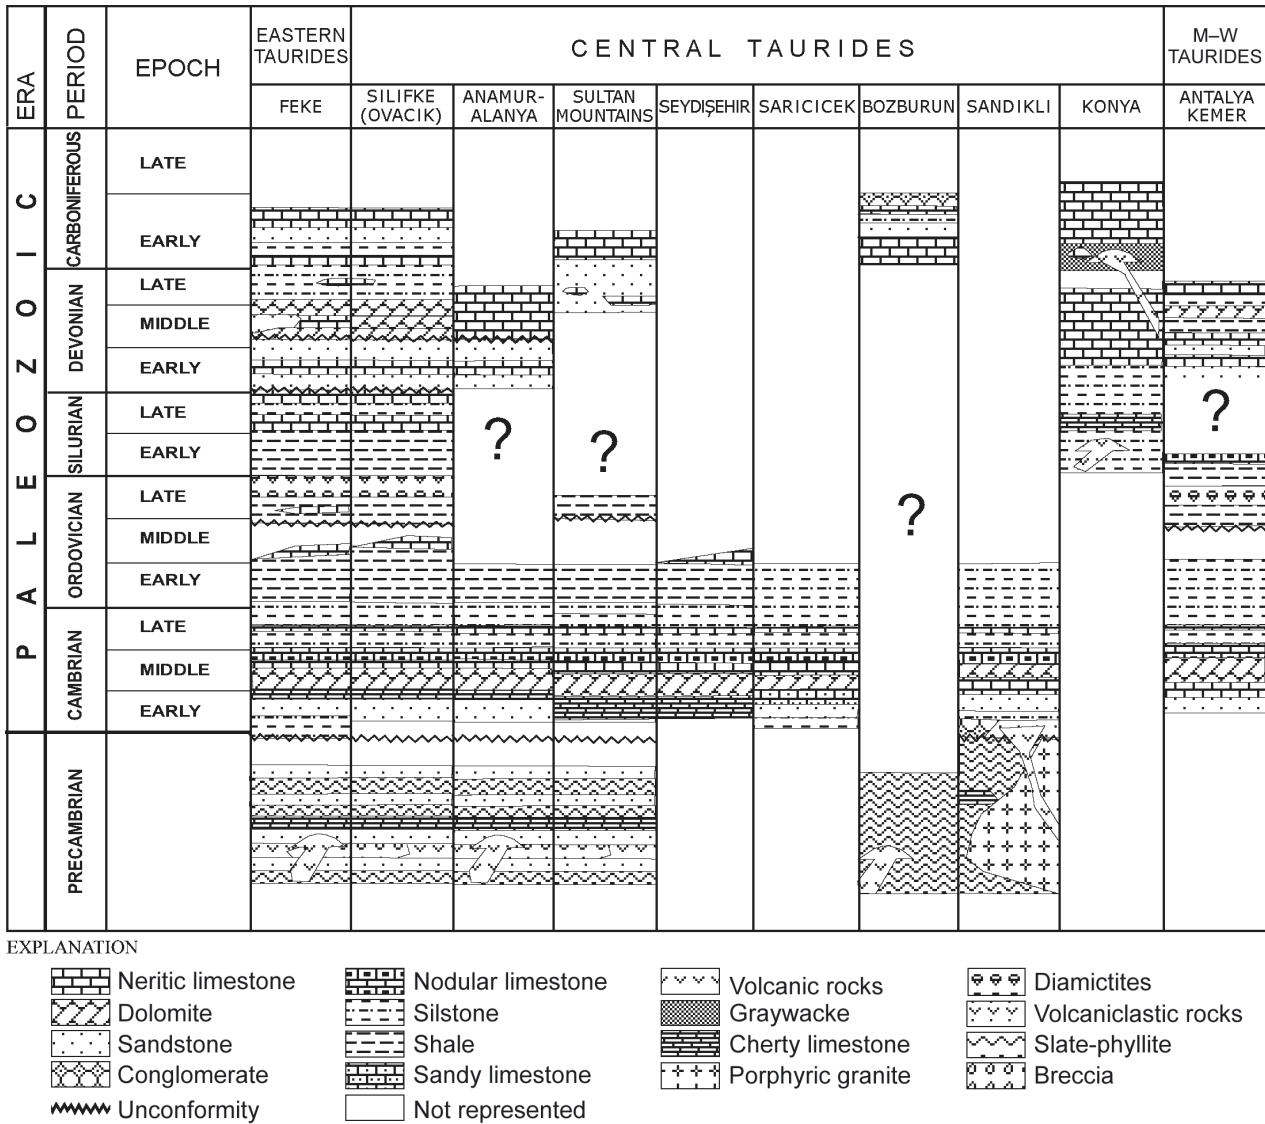 ERA
PERIOD
EPOCH
EASTERN
TAURIDES
CENTRAL TAURIDES
M–W
TAURIDES
FEKE
SILIFKE
(OVACIK)
ANAMUR-
ALANYA
SULTAN
MOUNTAINS
SEYDIŞEHIR
SARICICEK
BOZBURUN
SANDIKLI
KONYA
ANTALYA
KEMER
PALEOZOIC
CARBONIFEROUS
LATE
EARLY
DEVONIAN
LATE
MIDDLE
EARLY
SILURIAN
LATE
EARLY
ORDOVICIAN
LATE
MIDDLE
EARLY
CAMBRIAN
LATE
MIDDLE
EARLY
PRECAMBRIAN
?
?
?
?
EXPLANATION
Neritic limestone
Dolomite
Sandstone
Conglomerate
Unconformity
Nodular limestone
Silstone
Shale
Sandy limestone
Not represented
Volcanic rocks
Graywacke
Cherty limestone
Porphyric granite
Diamictites
Volcaniclastic rocks
Slate-phyllite
Breccia